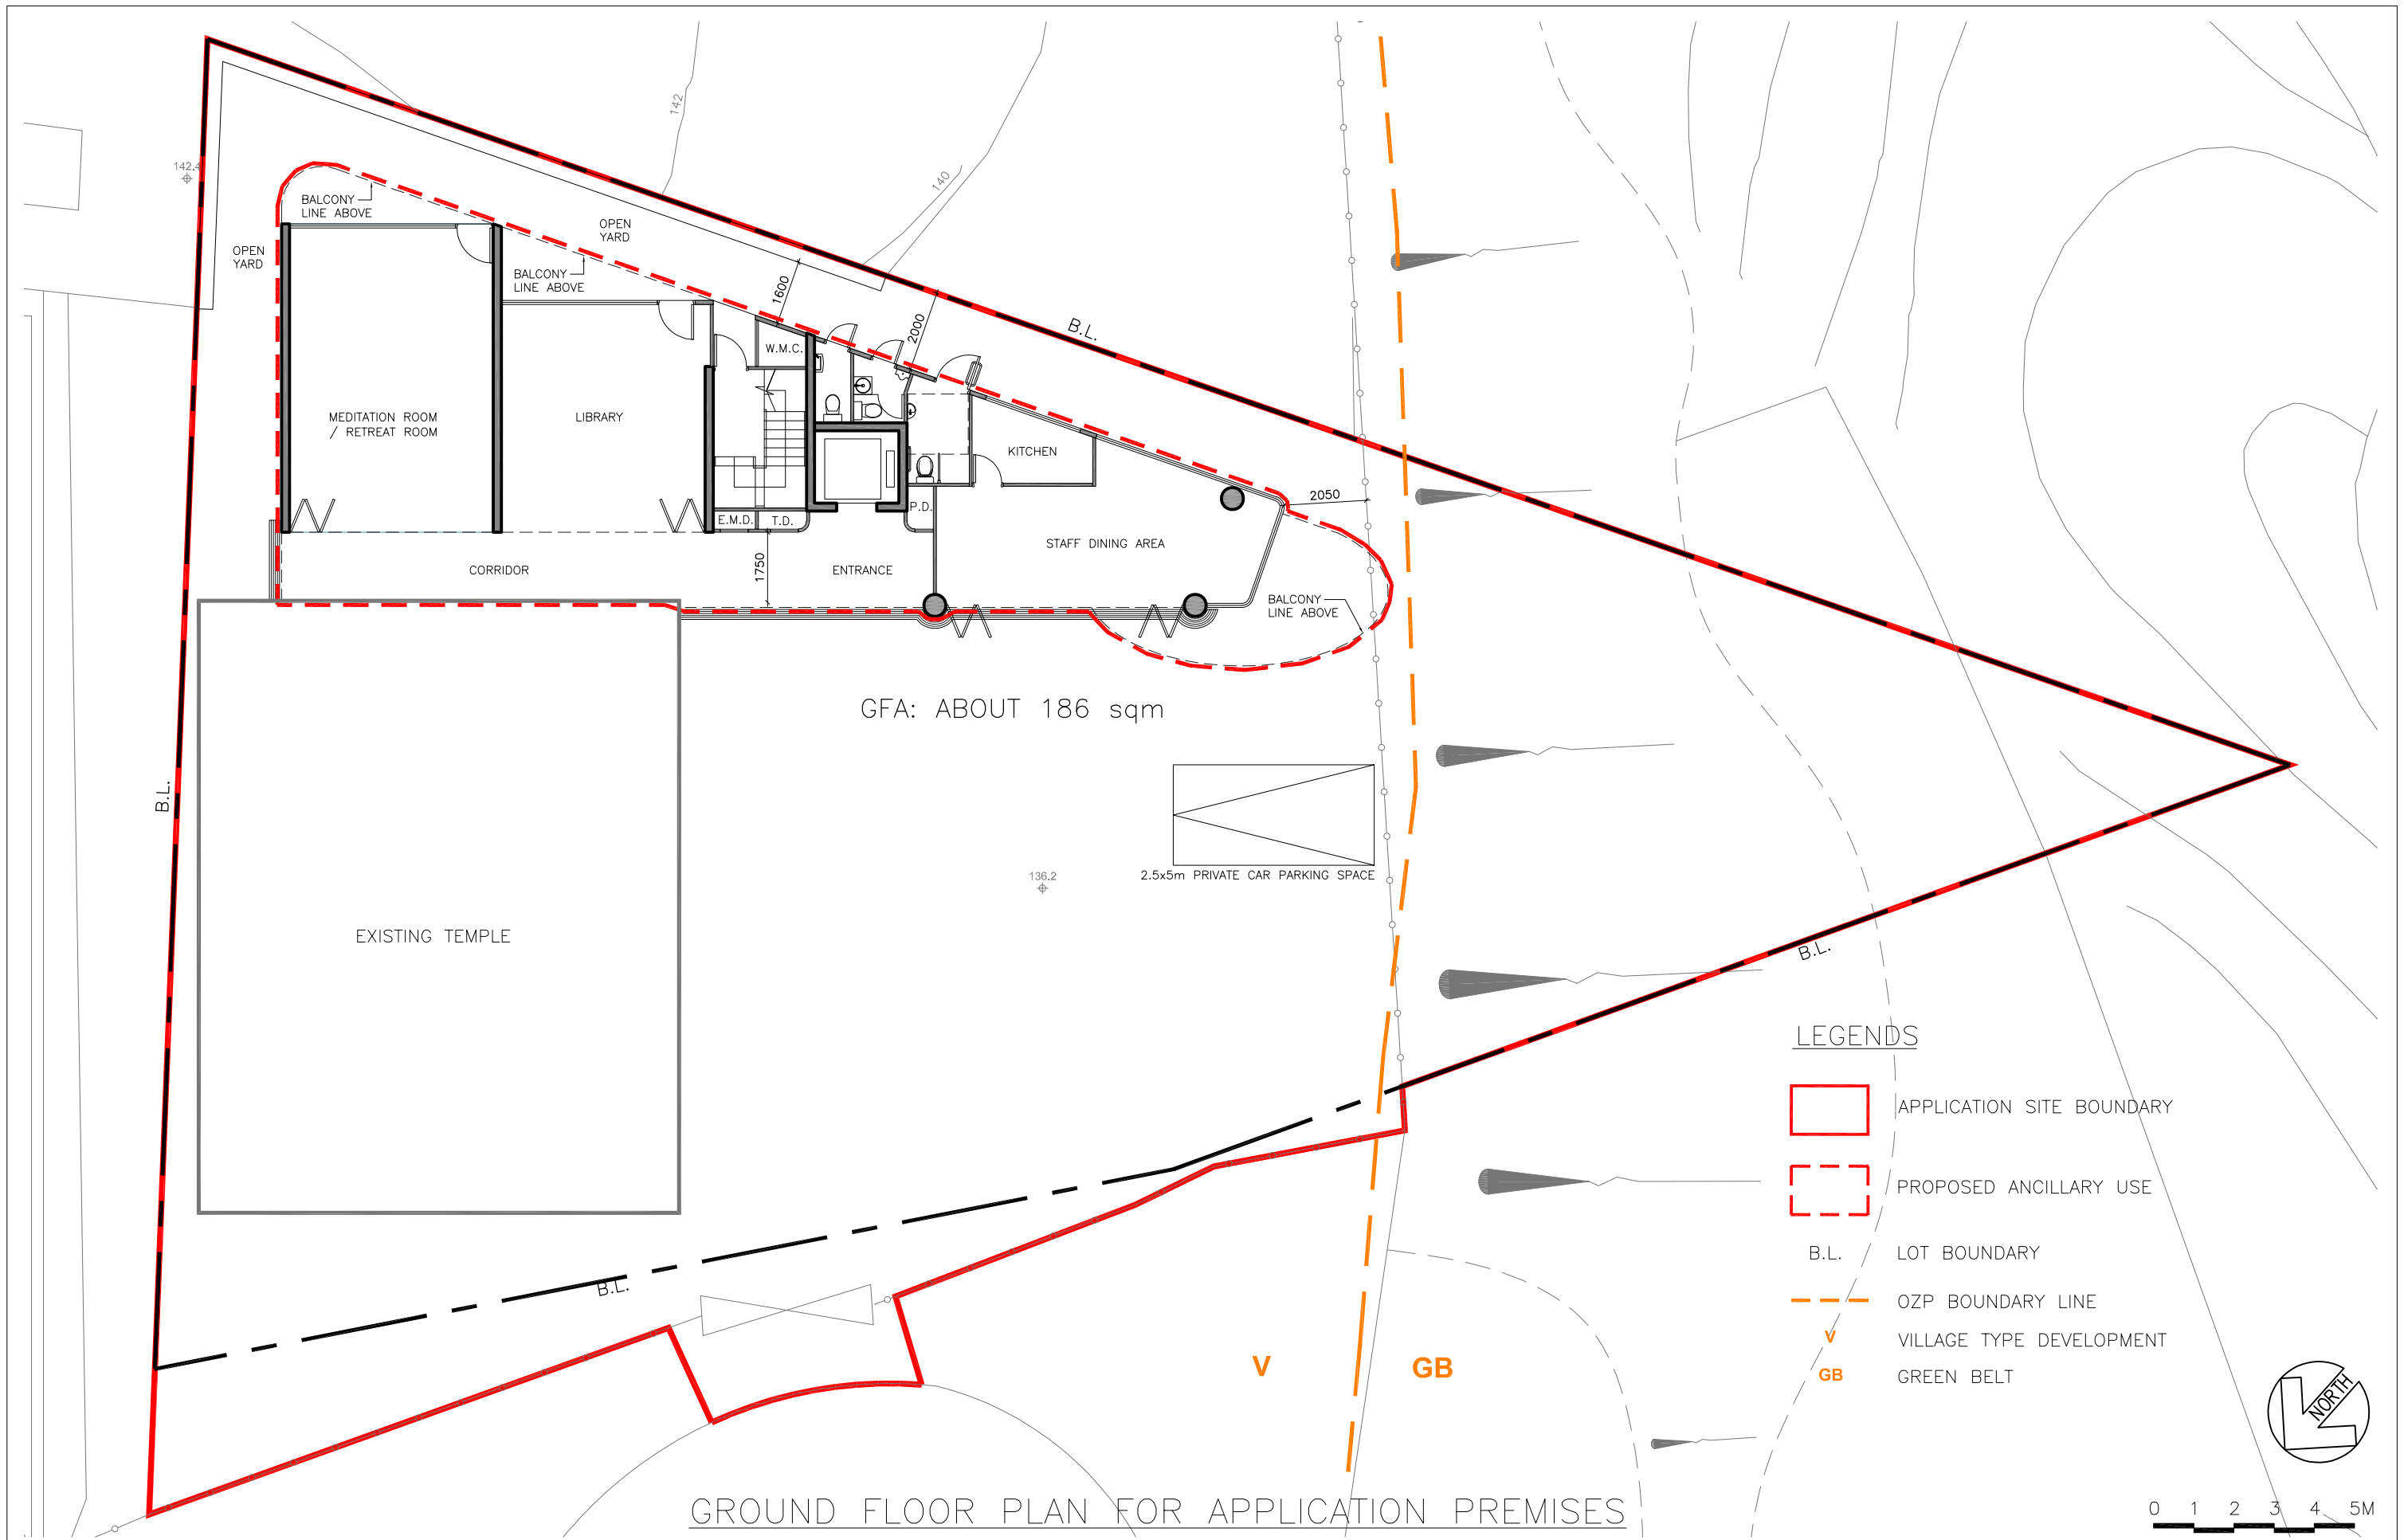 142
142.4
140
BALCONY
LINE ABOVE
OPEN
YARD
OPEN
YARD
BALCONY
LINE ABOVE
1600
2000
B.L.
W.M.C.
MEDITATION ROOM
/ RETREAT ROOM
LIBRARY
KITCHEN
2050
E.M.D.
T.D.
P.D.
STAFF DINING AREA
1750
CORRIDOR
ENTRANCE
BALCONY
LINE ABOVE
GFA: ABOUT 186 sqm
B.L.
136.2
2.5x5m PRIVATE CAR PARKING SPACE
EXISTING TEMPLE
B.L.
LEGENDS
APPLICATION SITE BOUNDARY
PROPOSED ANCILLARY USE
B.L. LOT BOUNDARY
OZP BOUNDARY LINE
V VILLAGE TYPE DEVELOPMENT
GB GREEN BELT
B.L.
V
GB
NORTH
GROUND FLOOR PLAN FOR APPLICATION PREMISES
0 1 2 3 4 5M